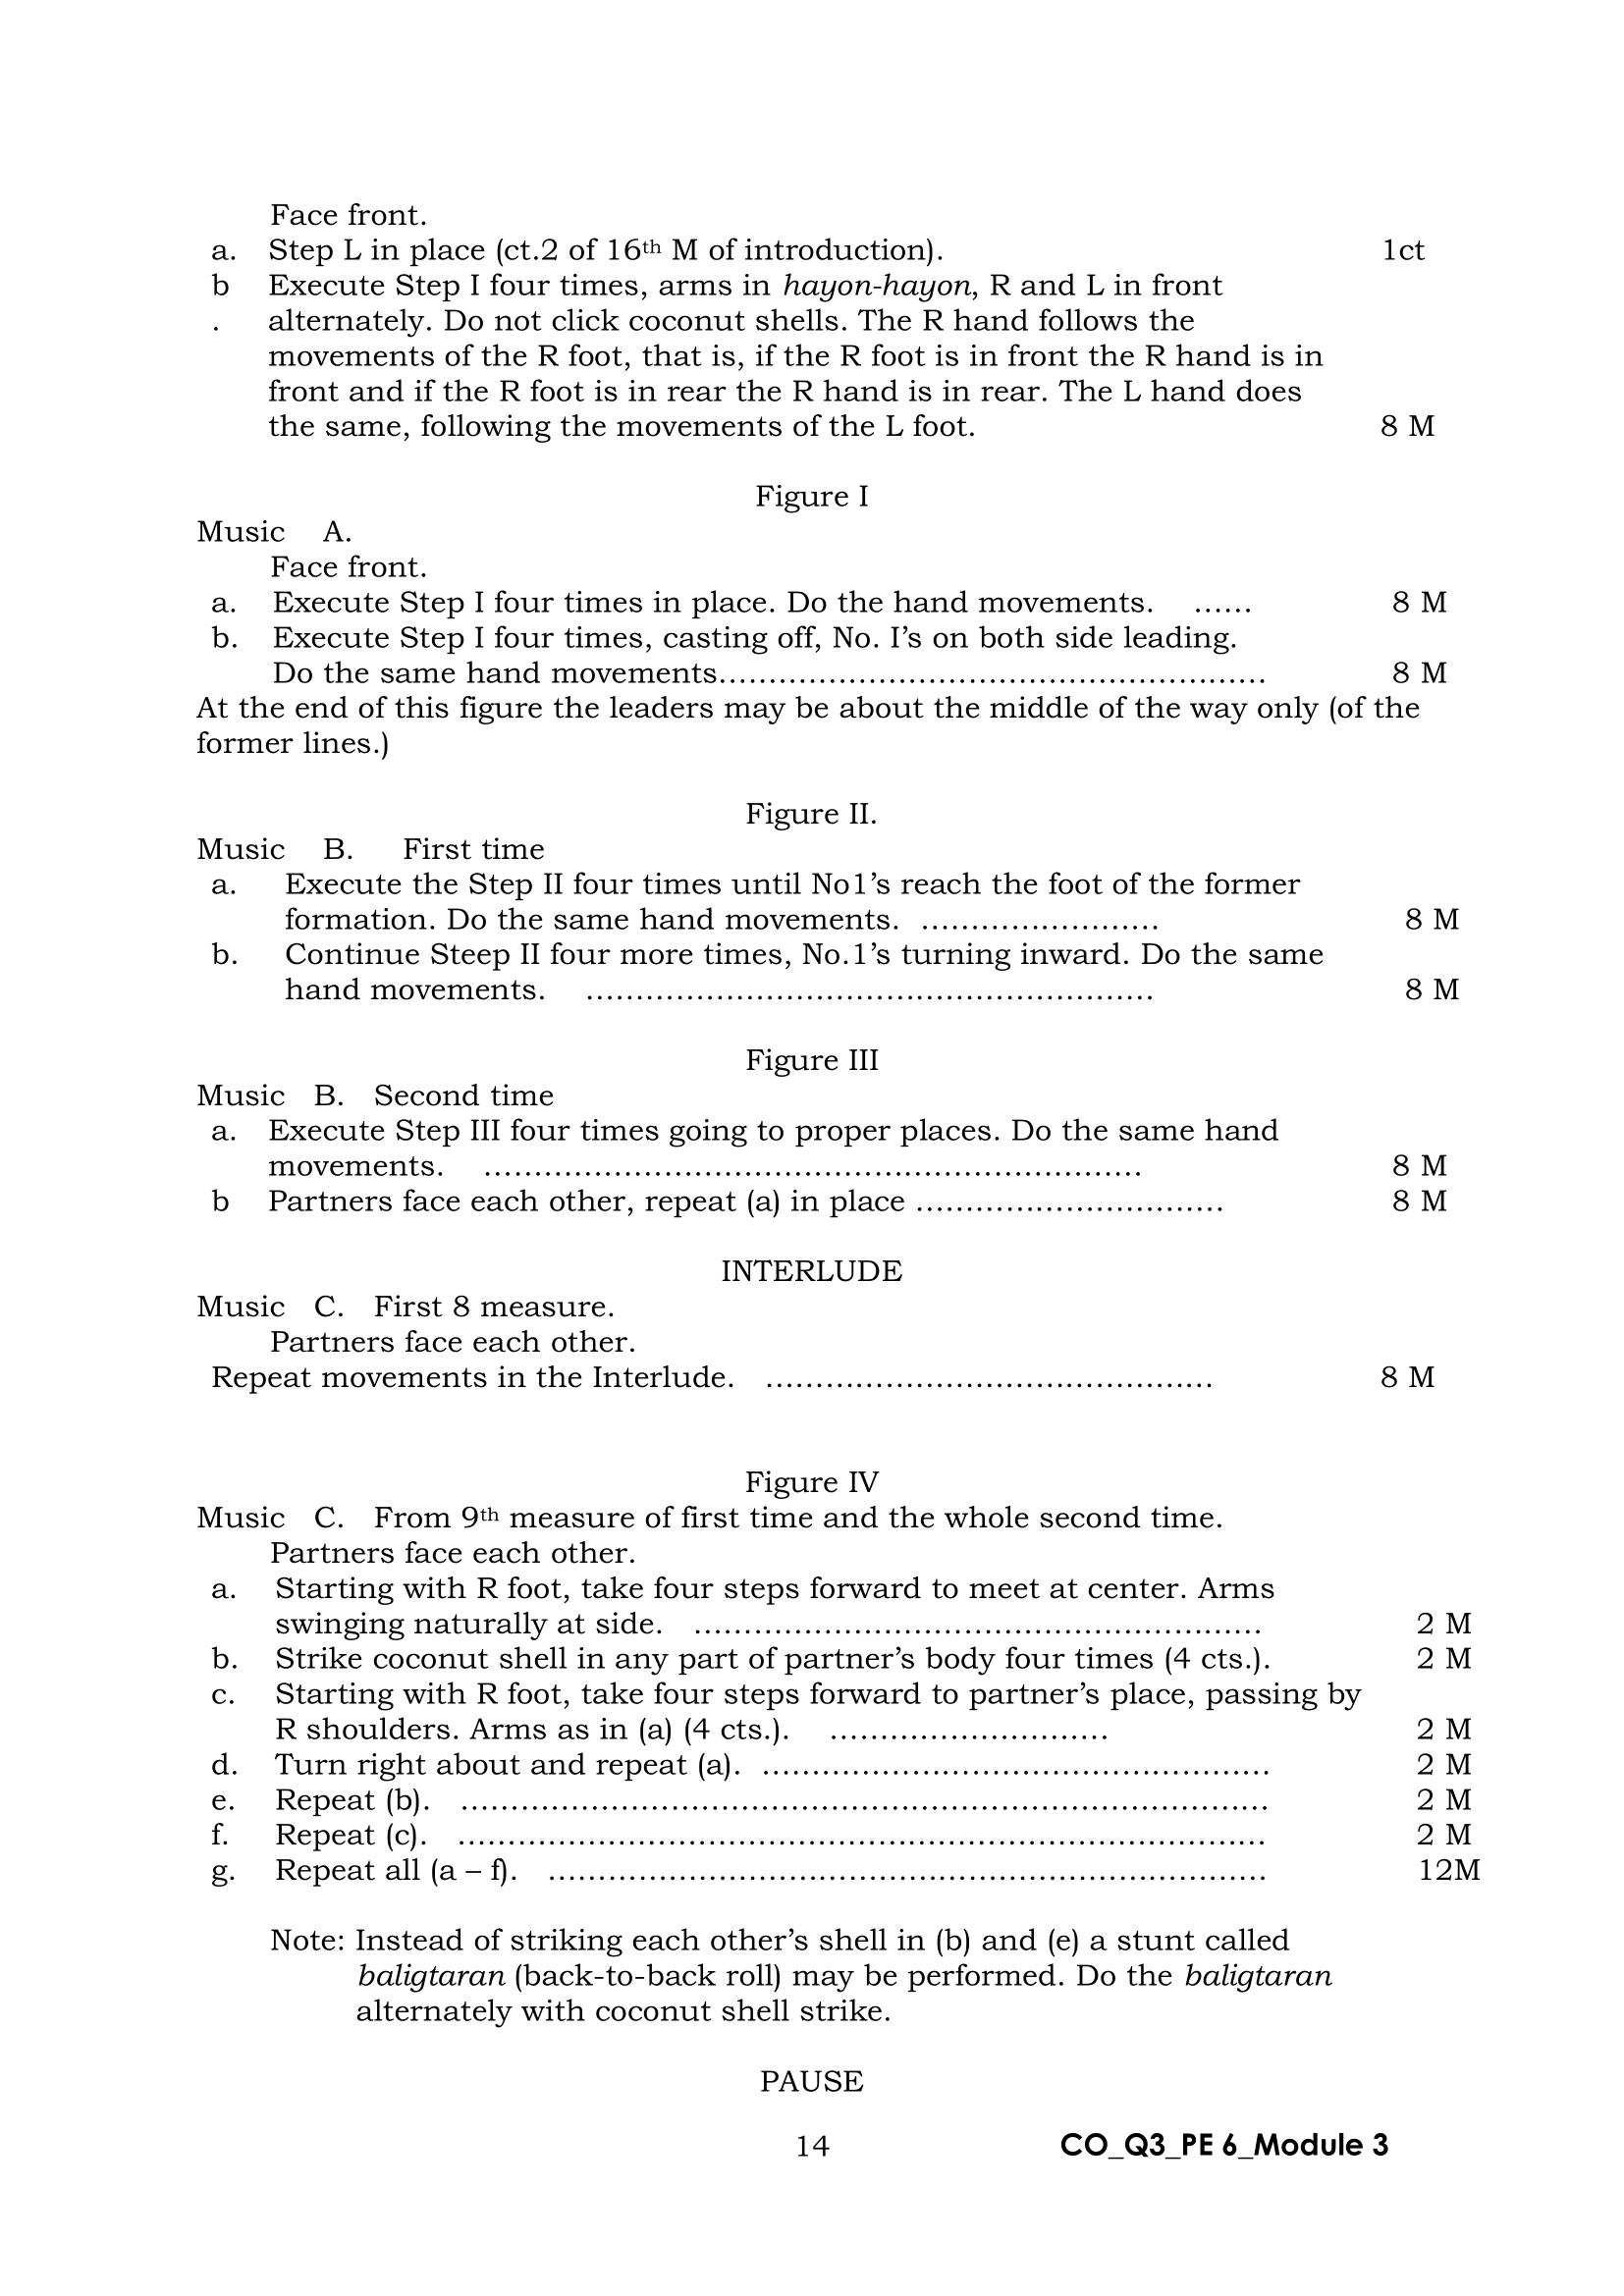 Face front.
a. Step L in place (ct.2 of 16th M of introduction). 1ct
b Execute Step I four times, arms in hayon-hayon, R and L in front
. alternately. Do not click coconut shells. The R hand follows the
movements of the R foot, that is, if the R foot is in front the R hand is in
front and if the R foot is in rear the R hand is in rear. The L hand does
the same, following the movements of the L foot. 8 M
Figure I
Music A.
Face front.
a. Execute Step I four times in place. Do the hand movements. …… 8 M
b. Execute Step I four times, casting off, No. I’s on both side leading.
Do the same hand movements……………………………………………… 8 M
At the end of this figure the leaders may be about the middle of the way only (of the
former lines.)
Figure II.
Music B. First time
a. Execute the Step II four times until No1’s reach the foot of the former
formation. Do the same hand movements. …………………… 8 M
b. Continue Steep II four more times, No.1’s turning inward. Do the same
hand movements. ………………………………………………… 8 M
Figure III
Music B. Second time
a. Execute Step III four times going to proper places. Do the same hand
movements. ………………………………………………………… 8 M
b Partners face each other, repeat (a) in place …………………………. 8 M
INTERLUDE
Music C. First 8 measure.
Partners face each other.
Repeat movements in the Interlude. ……………………………………… 8 M
Figure IV
Music C. From 9th measure of first time and the whole second time.
Partners face each other.
a. Starting with R foot, take four steps forward to meet at center. Arms
swinging naturally at side. ………………………………………………… 2 M
b. Strike coconut shell in any part of partner’s body four times (4 cts.). 2 M
c. Starting with R foot, take four steps forward to partner’s place, passing by
R shoulders. Arms as in (a) (4 cts.). ………………………. 2 M
d. Turn right about and repeat (a). …………………………………………… 2 M
e. Repeat (b). ……………………………………………………………………… 2 M
f. Repeat (c). ……………………………………………………………………… 2 M
g. Repeat all (a – f). ……………………………………………………………… 12M
Note: Instead of striking each other’s shell in (b) and (e) a stunt called
baligtaran (back-to-back roll) may be performed. Do the baligtaran
alternately with coconut shell strike.
PAUSE
14 CO_Q3_PE 6_Module 3